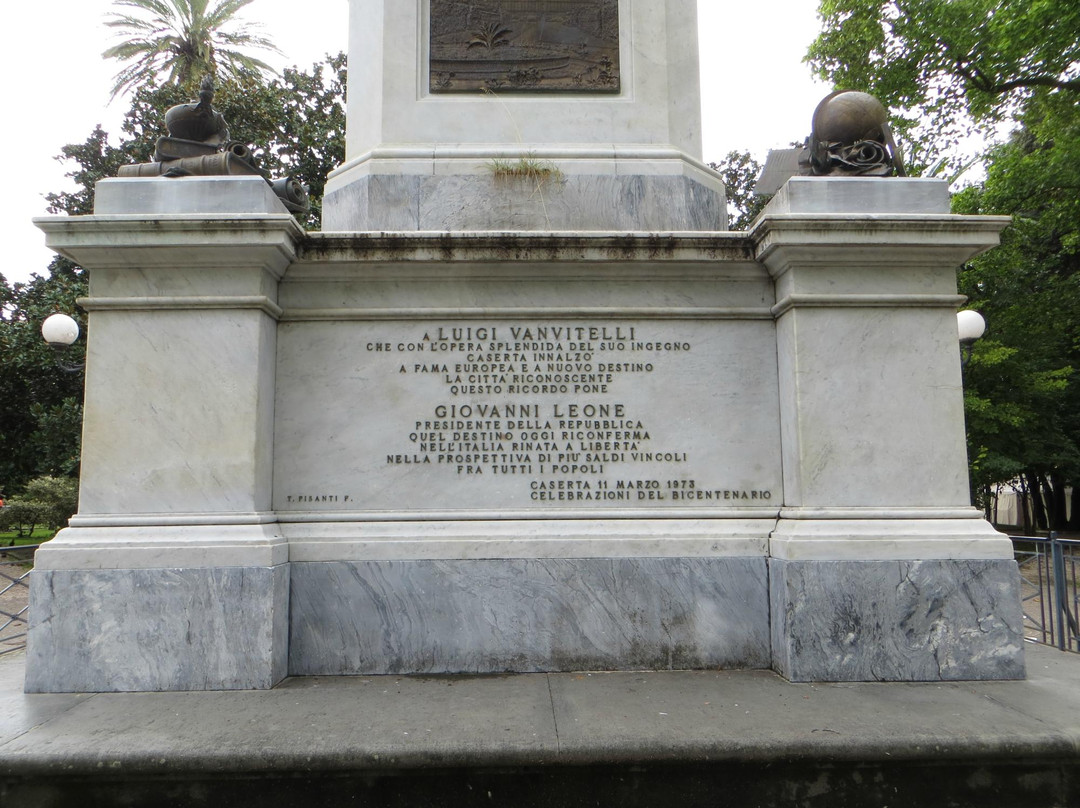 A LUIGI VANVITELLI
CHE CON L'OPERA SPLENDIDA DEL SUO INGEGNO
CASERTA INNALZO'
A FAMA EUROPEA E A NUOVO DESTINO
LA CITTA' RICONOSCENTE
QUESTO RICORDO PONE
GIOVANNI LEONE
PRESIDENTE DELLA REPUBBLICA
QUEL DESTINO OGGI RICONFERMA
NELL'ITALIA RINATA A LIBERTA'
NELLA PROSPETTIVA DI PIU' SALDI VINCOLI
FRA TUTTI I POPOLI
CASERTA 11 MARZO 1973
CELEBRAZIONI DEL BICENTENARIO
T. PISANTI P.